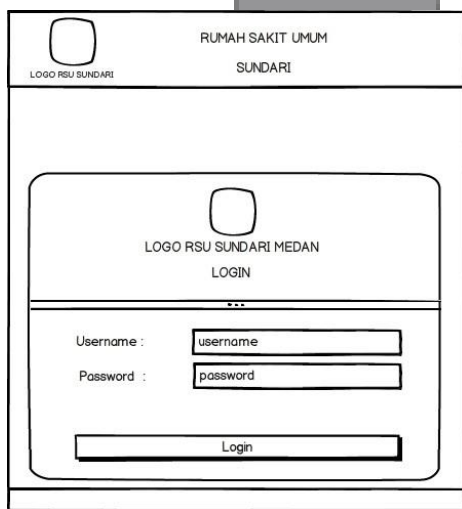 RUMAH SAKIT UMUM
SUNDARI
LOGO RSU SUNDARI
LOGO RSU SUNDARI MEDAN
LOGIN
Username : username
Password : password
Login